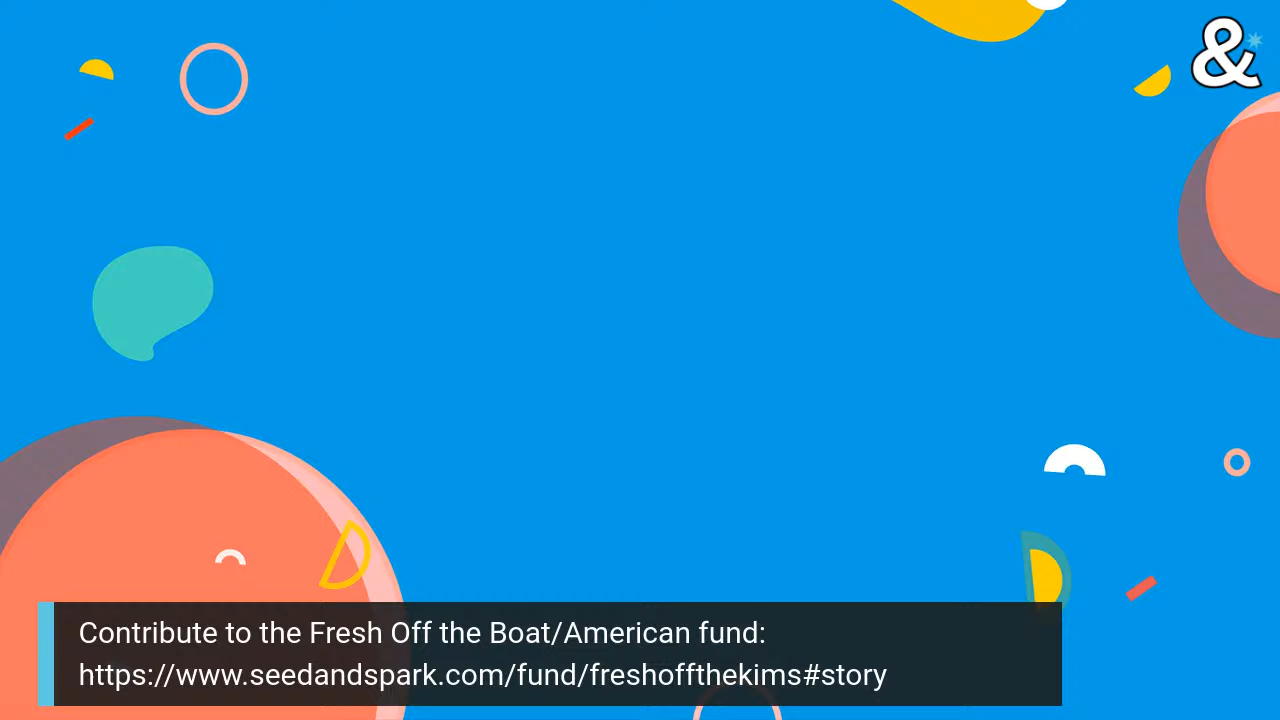 &
Contribute to the Fresh Off the Boat/American fund:
https://www.seedandspark.com/fund/freshoffthekims#story